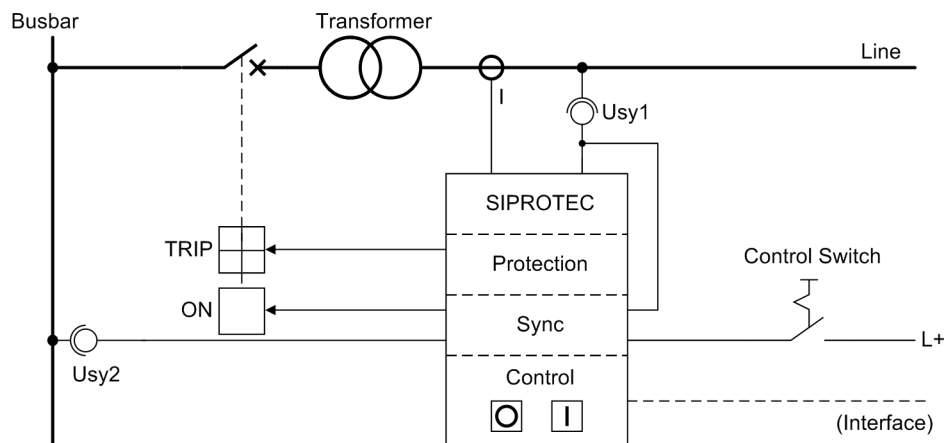 Busbar
Transformer
Line
I
Usy1
SIPROTEC
TRIP
Protection
Control Switch
ON
Sync
L+
Usy2
Control
O I
(Interface)